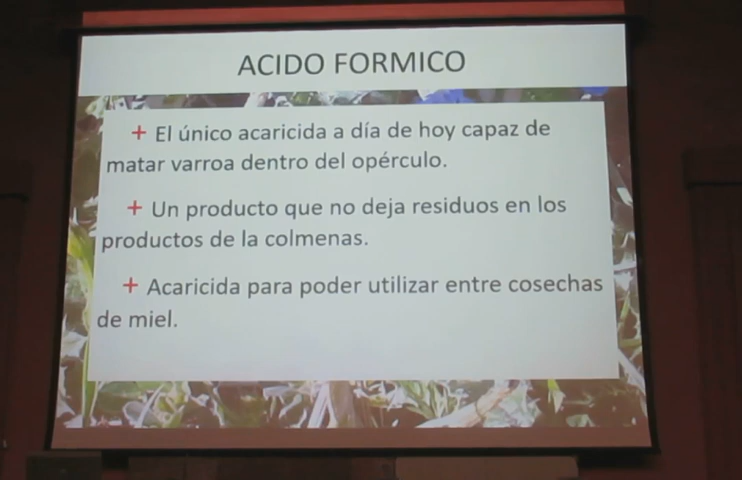 ACIDO FORMICO
+ El único acaricida a día de hoy capaz de
matar varroa dentro del opérculo.
+ Un producto que no deja residuos en los
productos de la colmenas.
+ Acaricida para poder utilizar entre cosechas
de miel.